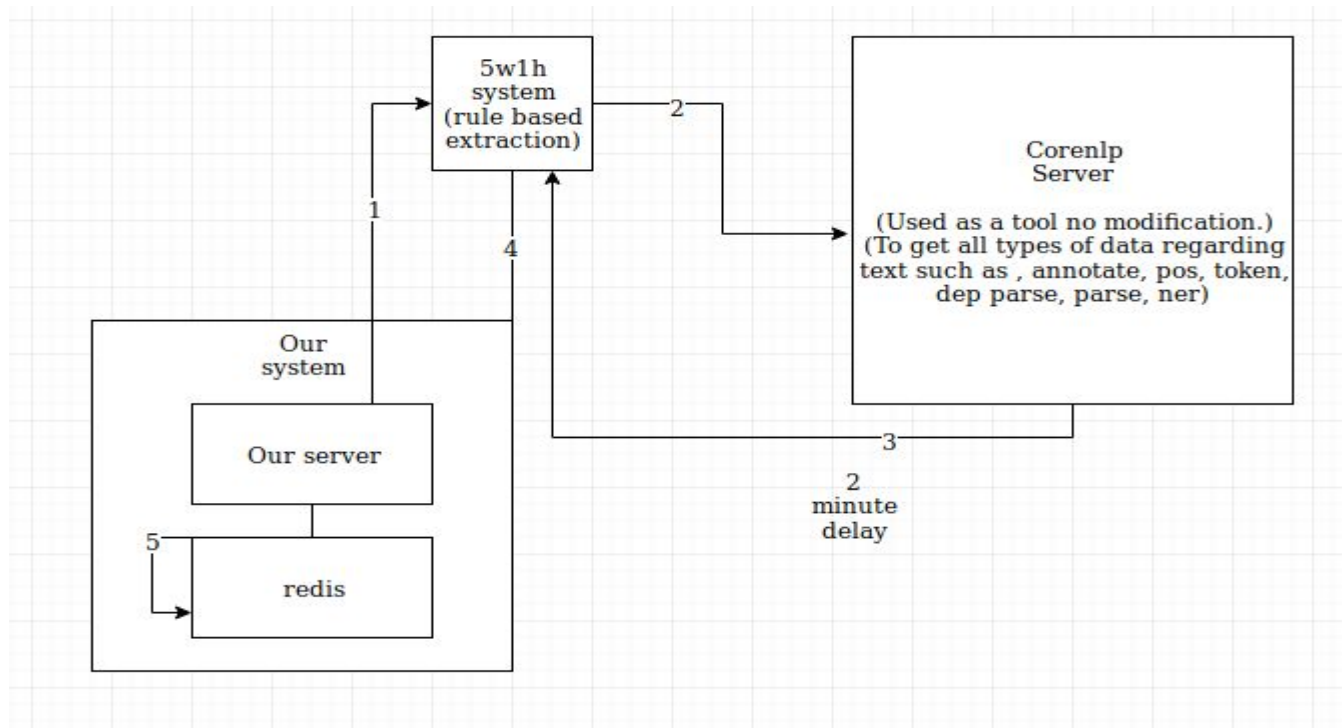 5w1h
system
(rule based
extraction)
2
Corenlp
Server
(Used as a tool no modification.)
(To get all types of data regarding
text such as , annotate, pos, token,
dep parse, parse, ner)
1
4
Our
system
Our server
3
2
minute
delay
5
redis